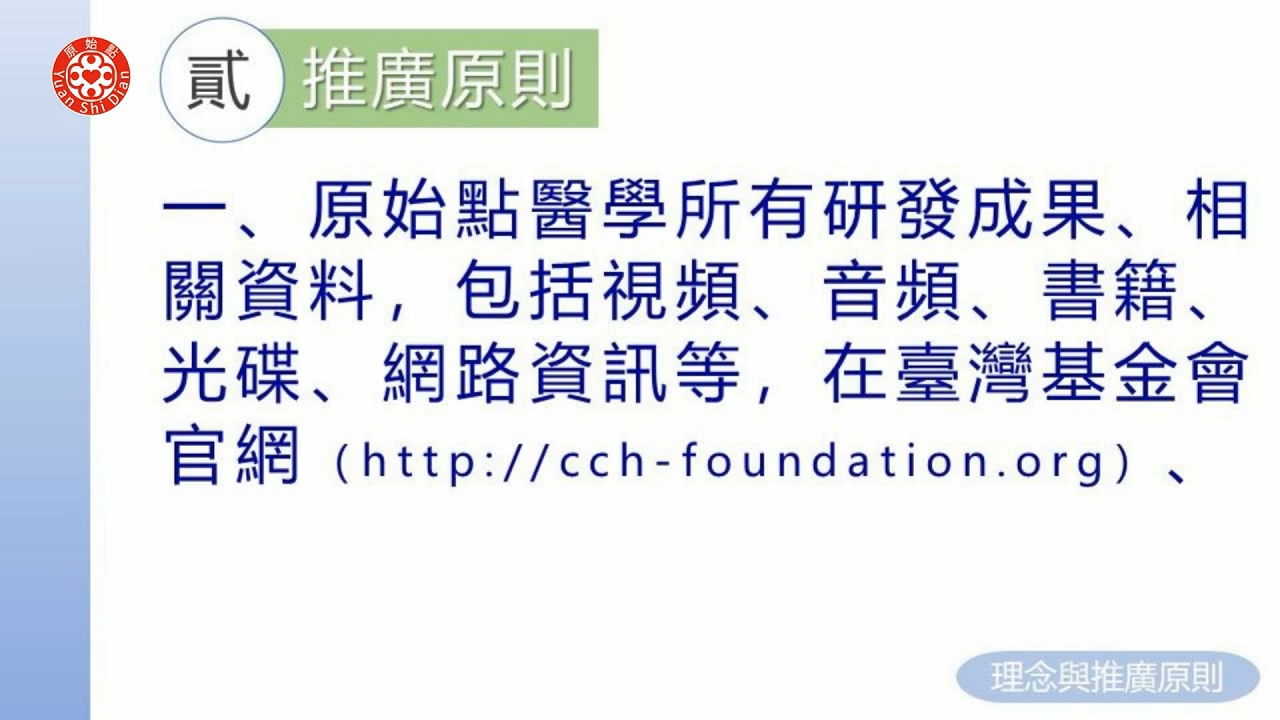 原始點
Yuan Shi Dian
貳 推廣原則
一、原始點醫學所有研發成果、相
關資料，包括視頻、音頻、書籍、
光碟、網路資訊等，在臺灣基金會
官網（http://cch-foundation.org）、
理念與推廣原則